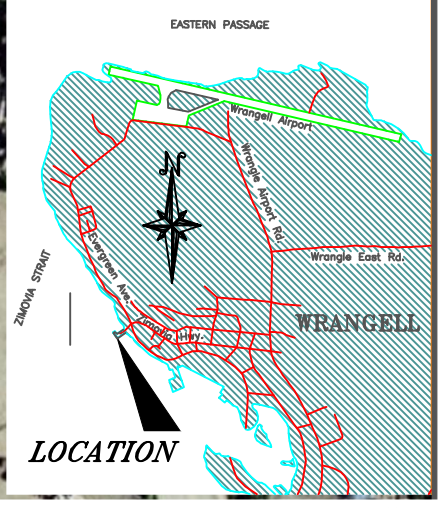 EASTERN PASSAGE
Wrangell Airport
N
Wrangle Airport Rd.
Wrangle East Rd.
Evergreen Ave.
ZIMOVIA STRAIT
Zimovia Hwy.
WRANGELL
LOCATION